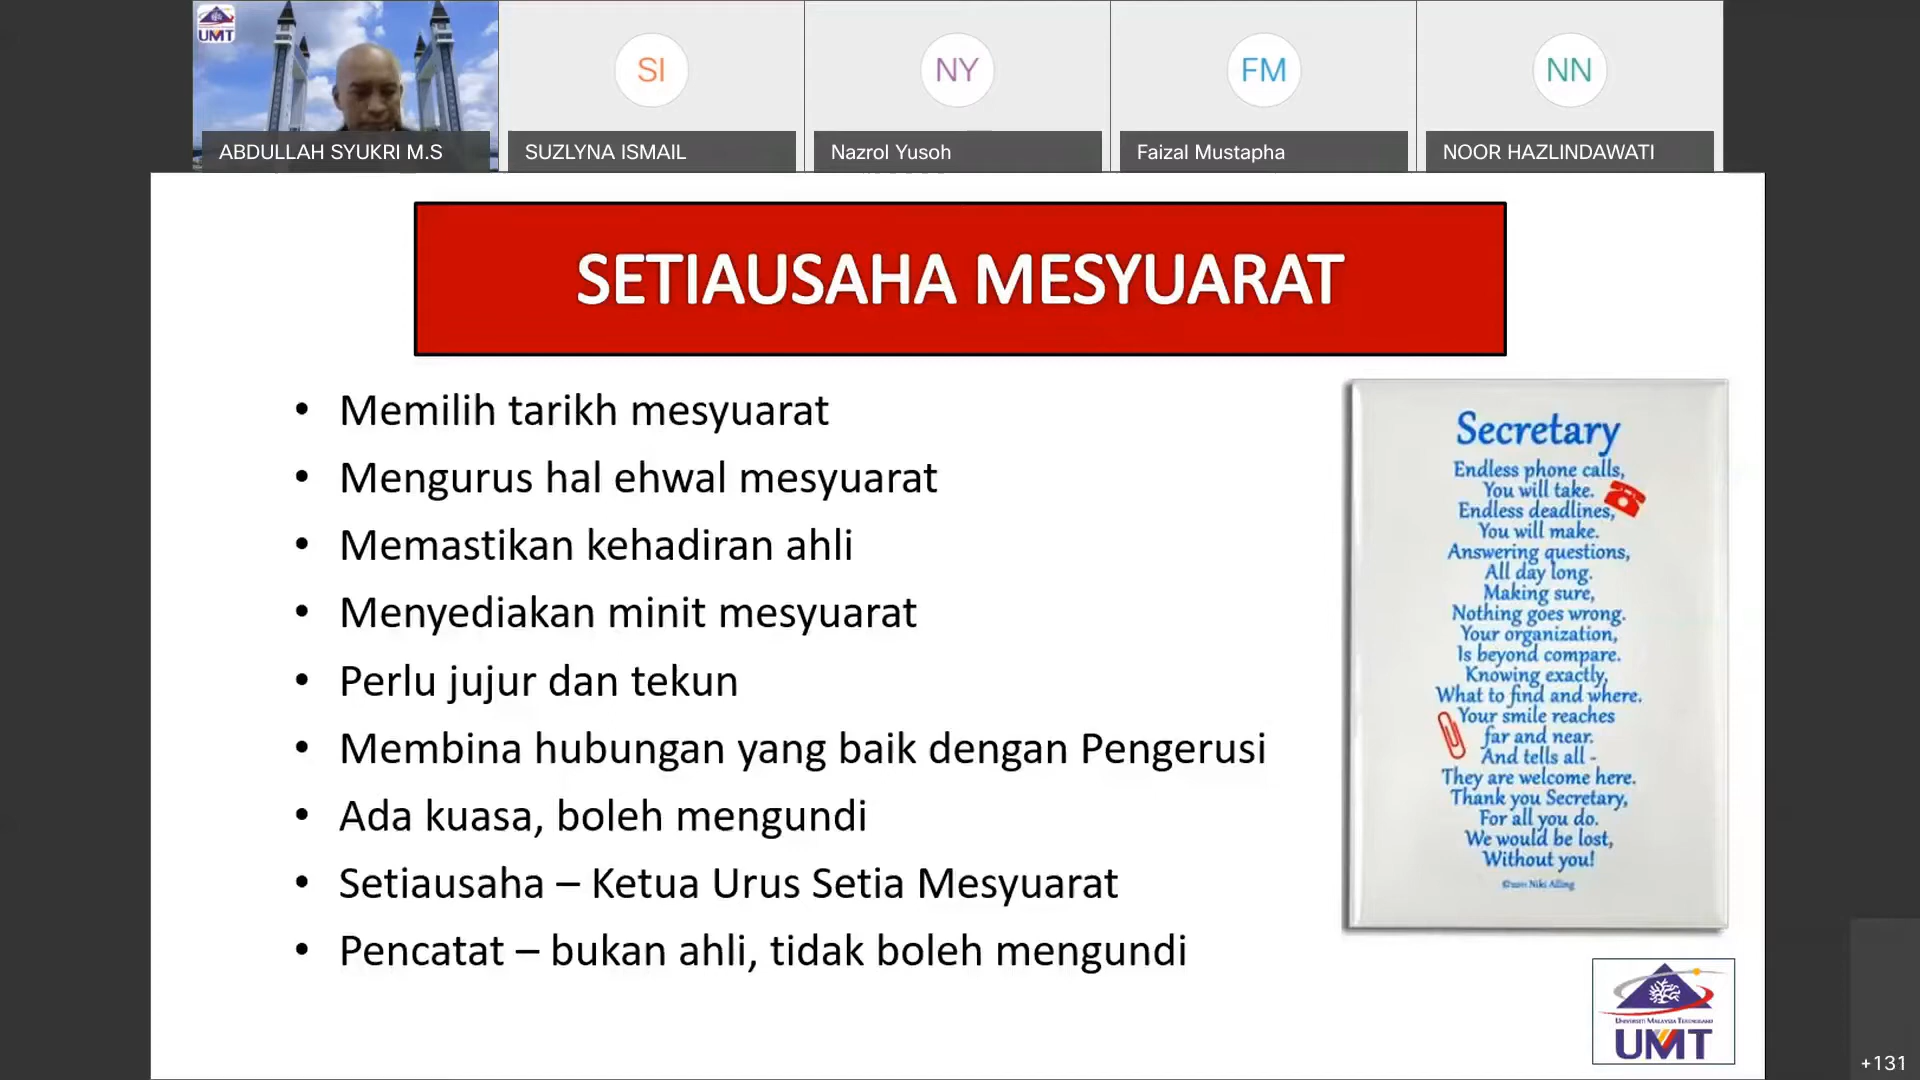 UMT
SI
NY
FM
NN
ABDULLAH SYUKRI M.S
SUZLYNA ISMAIL
Nazrol Yusoh
Faizal Mustapha
NOOR HAZLINDAWATI
SETIAUSAHA MESYUARAT
• Memilih tarikh mesyuarat
• Mengurus hal ehwal mesyuarat
• Memastikan kehadiran ahli
• Menyediakan minit mesyuarat
• Perlu jujur dan tekun
• Membina hubungan yang baik dengan Pengerusi
• Ada kuasa, boleh mengundi
• Setiausaha – Ketua Urus Setia Mesyuarat
• Pencatat – bukan ahli, tidak boleh mengundi
Secretary
Endless phone calls,
You will take.
Endless deadlines,
You will make.
Answering questions,
All day long.
Making sure,
Nothing goes wrong.
Your organization,
Is beyond compare.
Knowing exactly,
What to find and where.
Your smile reaches
far and near.
And tells all -
They are welcome here.
Thank you Secretary,
For all you do.
We would be lost,
Without you!
Niki Alling
UNIVERSITI MALAYSIA TERENGGANU
UMT
+131